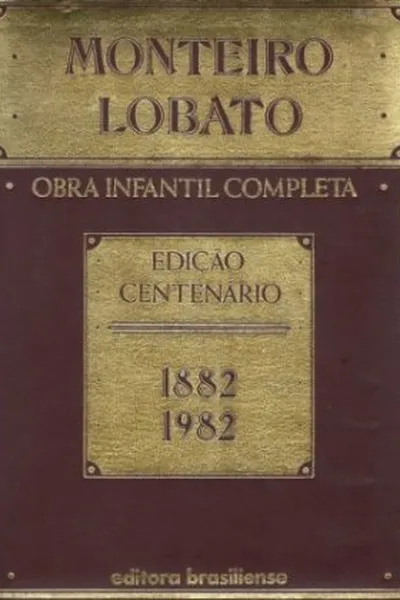 MONTEIRO
LOBATO
OBRA INFANTIL COMPLETA
EDIÇÃO
CENTENÁRIO
1882
1982
editora brasiliense